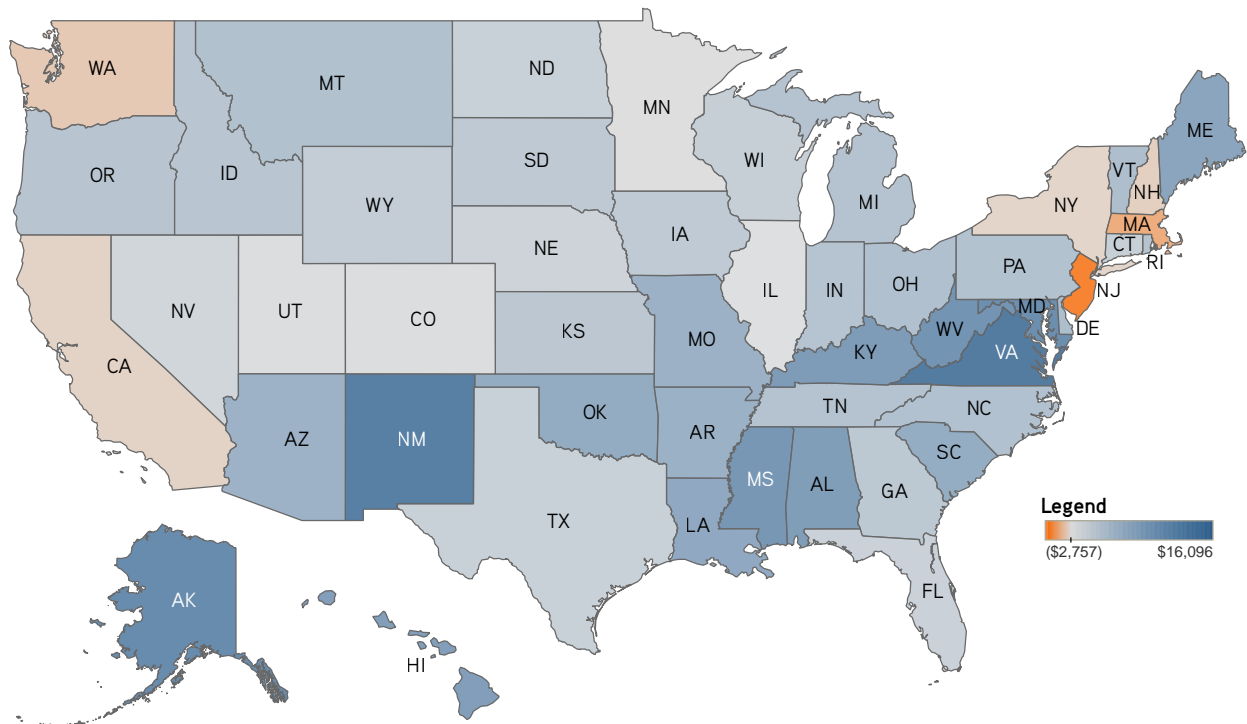 WA
MT
ND
MN
ME
OR
ID
SD
WI
VT
NH
WY
MI
NY
MA
IA
CT
NE
RI
PA
OH
IL
IN
NJ
NV
UT
CO
MD
KS
DE
MO
WV
VA
KY
CA
TN
NC
OK
AZ
NM
AR
SC
MS
AL
GA
TX
LA
Legend
($2,757)
$16,096
FL
AK
HI